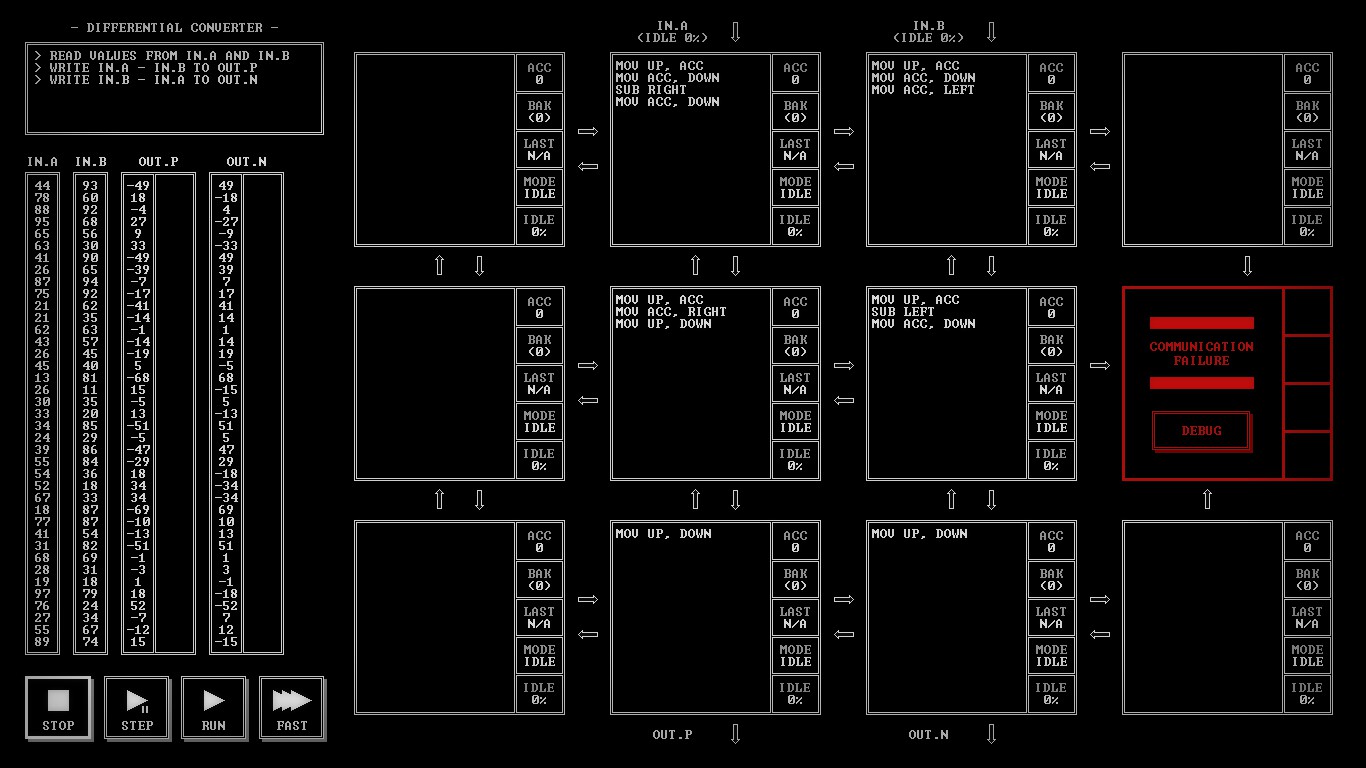 - DIFFERENTIAL CONVERTER -
> READ VALUES FROM IN.A AND IN.B
> WRITE IN.A - IN.B TO OUT.P
> WRITE IN.B - IN.A TO OUT.N
IN.A IN.B OUT.P OUT.N
44 93 -49 49
78 60 18 -18
88 92 -4 4
95 68 27 -27
65 56 9 -9
63 30 33 -33
41 90 -49 49
26 65 -39 39
87 94 -7 7
75 92 -17 17
21 62 -41 41
21 35 -14 14
62 63 -1 1
43 57 -14 14
26 45 -19 19
45 40 5 -5
13 81 -68 68
26 11 15 -15
30 35 -5 5
33 20 13 -13
34 85 -51 51
24 29 -5 5
39 86 -47 47
55 84 -29 29
54 36 18 -18
52 18 34 -34
67 33 34 -34
18 87 -69 69
77 87 -10 10
41 54 -13 13
31 82 -51 51
68 69 -1 1
28 31 -3 3
19 18 1 -1
97 79 18 -18
76 24 52 -52
27 34 -7 7
55 67 -12 12
89 74 15 -15
STOP
STEP
RUN
FAST
IN.A
(IDLE 0%)
IN.B
(IDLE 0%)
ACC
0
BAK
(0)
LAST
N/A
MODE
IDLE
IDLE
0%
MOV UP, ACC
MOV ACC, DOWN
SUB RIGHT
MOV ACC, DOWN
ACC
0
BAK
(0)
LAST
N/A
MODE
IDLE
IDLE
0%
MOV UP, ACC
MOV ACC, DOWN
MOV ACC, LEFT
ACC
0
BAK
(0)
LAST
N/A
MODE
IDLE
IDLE
0%
ACC
0
BAK
(0)
LAST
N/A
MODE
IDLE
IDLE
0%
ACC
0
BAK
(0)
LAST
N/A
MODE
IDLE
IDLE
0%
MOV UP, ACC
MOV ACC, RIGHT
MOV UP, DOWN
ACC
0
BAK
(0)
LAST
N/A
MODE
IDLE
IDLE
0%
MOV UP, ACC
SUB LEFT
MOV ACC, DOWN
ACC
0
BAK
(0)
LAST
N/A
MODE
IDLE
IDLE
0%
COMMUNICATION
FAILURE
DEBUG
ACC
0
BAK
(0)
LAST
N/A
MODE
IDLE
IDLE
0%
MOV UP, DOWN
ACC
0
BAK
(0)
LAST
N/A
MODE
IDLE
IDLE
0%
MOV UP, DOWN
ACC
0
BAK
(0)
LAST
N/A
MODE
IDLE
IDLE
0%
ACC
0
BAK
(0)
LAST
N/A
MODE
IDLE
IDLE
0%
OUT.P
OUT.N